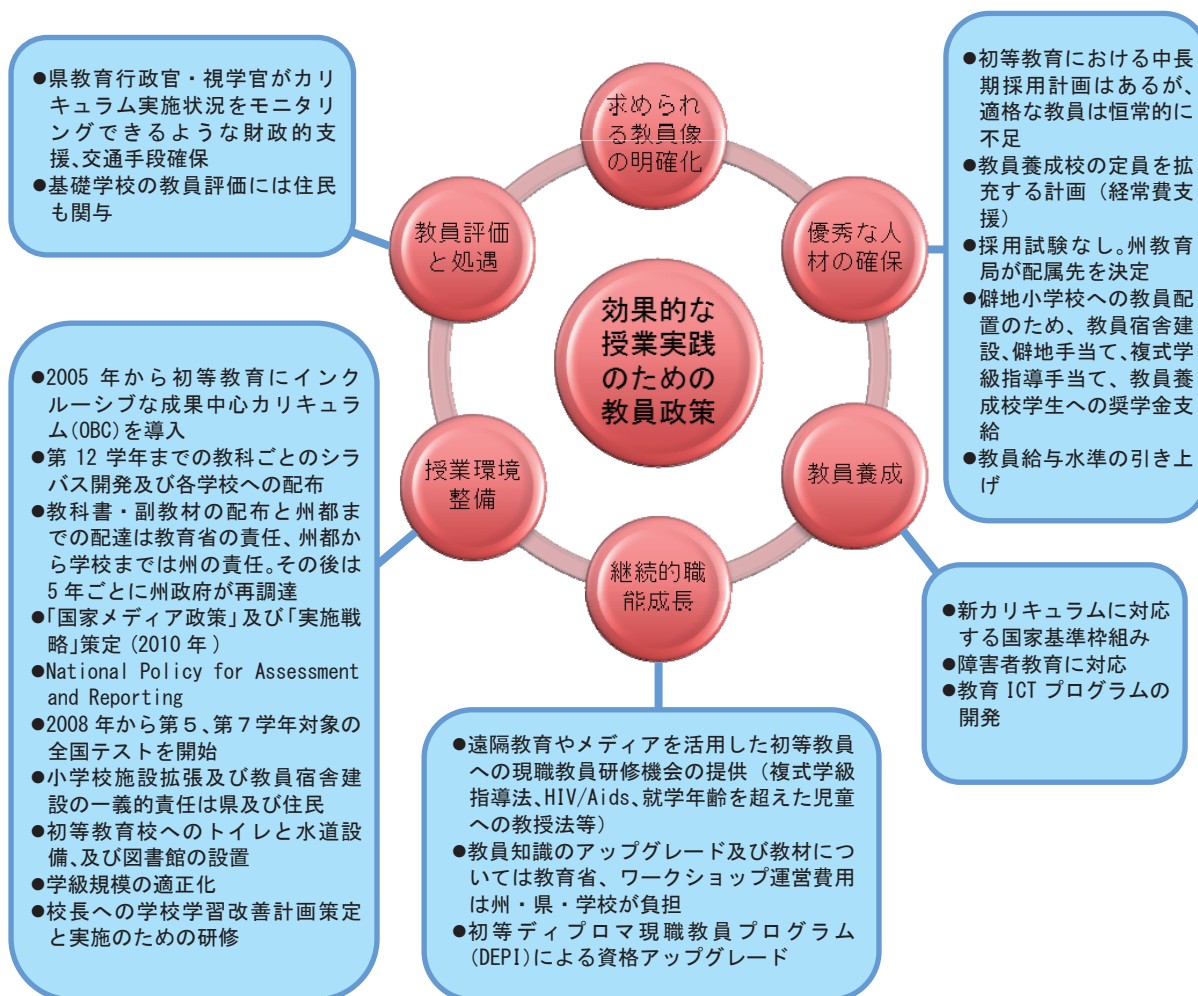 ●県教育行政官・視学官がカリ
キュラム実施状況をモニタリ
ングできるような財政的支
援、交通手段確保
●基礎学校の教員評価には住民
も関与
求められ
る教員像
の明確化
●初等教育における中長
期採用計画はあるが、
適格な教員は恒常的に
不足
●教員養成校の定員を拡
充する計画（経常費支
援）
●採用試験なし。州教育
局が配属先を決定
●僻地小学校への教員配
置のため、教員宿舎建
設、僻地手当て、複式学
級指導手当て、教員養
成校学生への奨学金支
給
●教員給与水準の引き上
げ
教員評価
と処遇
優秀な人
材の確保
効果的な
授業実践
のための
教員政策
●2005 年から初等教育にインク
ルーシブな成果中心カリキュラ
ム(OBC)を導入
●第 12 学年までの教科ごとのシラ
バス開発及び各学校への配布
●教科書・副教材の配布と州都ま
での配達は教育省の責任、州都か
ら学校までは州の責任。その後は
5 年ごとに州政府が再調達
●「国家メディア政策」及び「実施戦
略」策定（2010 年）
●National Policy for Assessment
and Reporting
●2008 年から第５、第７学年対象の
全国テストを開始
●小学校施設拡張及び教員宿舎建
設の一義的責任は県及び住民
●初等教育校へのトイレと水道設
備、及び図書館の設置
●学級規模の適正化
●校長への学校学習改善計画策定
と実施のための研修
授業環境
整備
教員養成
継続的職
能成長
●新カリキュラムに対応
する国家基準枠組み
●障害者教育に対応
●教育 ICT プログラムの
開発
●遠隔教育やメディアを活用した初等教員
への現職教員研修機会の提供（複式学級
指導法、HIV/Aids、就学年齢を超えた児童
への教授法等）
●教員知識のアップグレード及び教材につ
いては教育省、ワークショップ運営費用
は州・県・学校が負担
●初等ディプロマ現職教員プログラム
(DEPI)による資格アップグレード